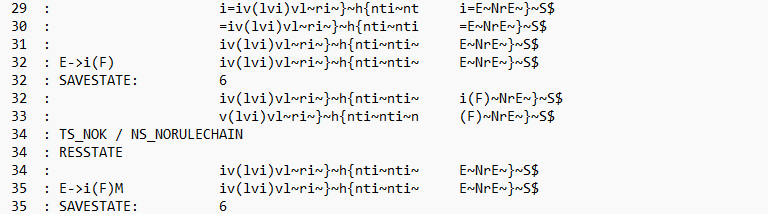 29  :                      i=iv(lvi)vl~ri~}~h{nti~nt     i=E~NrE~}~S$
30  :                      =iv(lvi)vl~ri~}~h{nti~nti     =E~NrE~}~S$
31  :                      iv(lvi)vl~ri~}~h{nti~nti~     E~NrE~}~S$
32  : E->i(F)              iv(lvi)vl~ri~}~h{nti~nti~     E~NrE~}~S$
32  : SAVESTATE:           6
32  :                      iv(lvi)vl~ri~}~h{nti~nti~     i(F)~NrE~}~S$
33  :                      v(lvi)vl~ri~}~h{nti~nti~n     (F)~NrE~}~S$
34  : TS_NOK / NS_NORULECHAIN
34  : RESSTATE
34  :                      iv(lvi)vl~ri~}~h{nti~nti~     E~NrE~}~S$
35  : E->i(F)M             iv(lvi)vl~ri~}~h{nti~nti~     E~NrE~}~S$
35  : SAVESTATE:           6